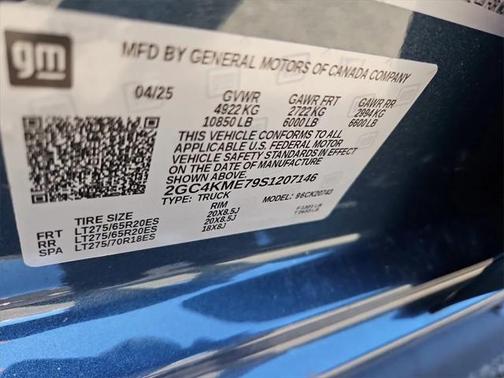 gm
MFD BY GENERAL MOTORS OF CANADA COMPANY
04/25 GVWR GAWR FRT GAWR RR
4922 KG 2722 KG 2994 KG
10850 LB 6000 LB 6600 LB
THIS VEHICLE CONFORMS TO ALL
APPLICABLE U.S. FEDERAL MOTOR
VEHICLE SAFETY STANDARDS IN EFFECT
ON THE DATE OF MANUFACTURE
SHOWN ABOVE.
2GC4KME79S1207146
TYPE: TRUCK MODEL: 96CK20743
TIRE SIZE RIM
FRT LT275/65R20ES 20X8.5J
RR LT275/65R20ES 20X8.5J
SPA LT275/70R18ES 18X8J